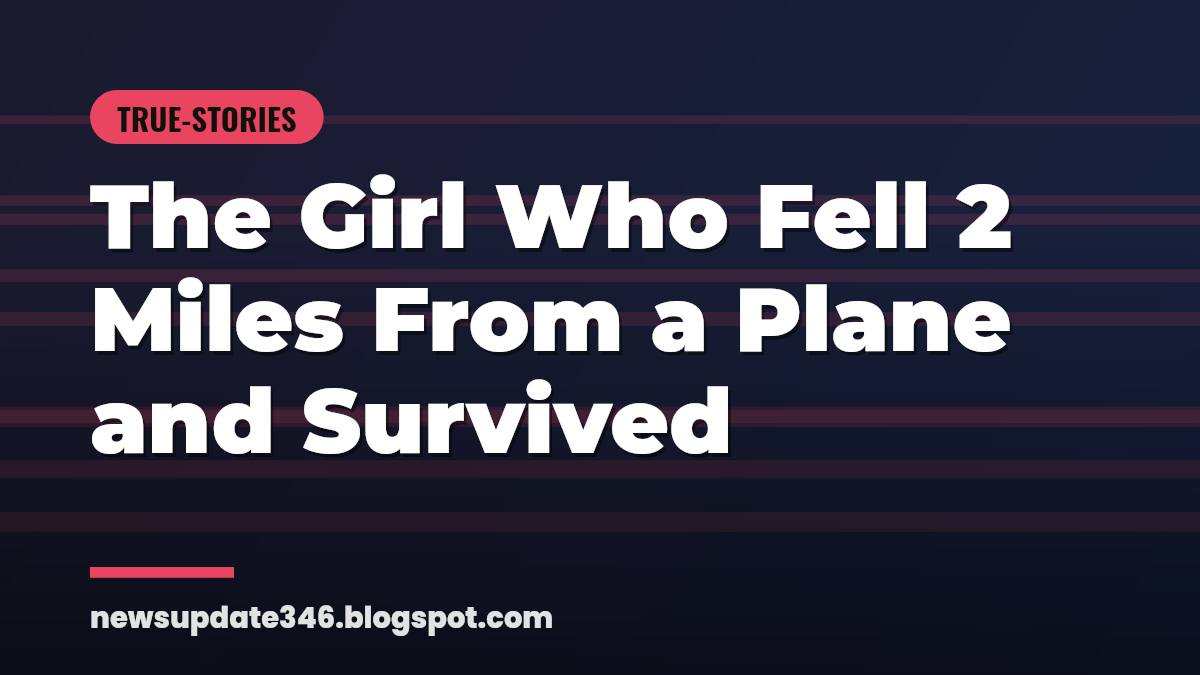 TRUE-STORIES
The Girl Who Fell 2
Miles From a Plane
and Survived
newsupdate346.blogspot.com